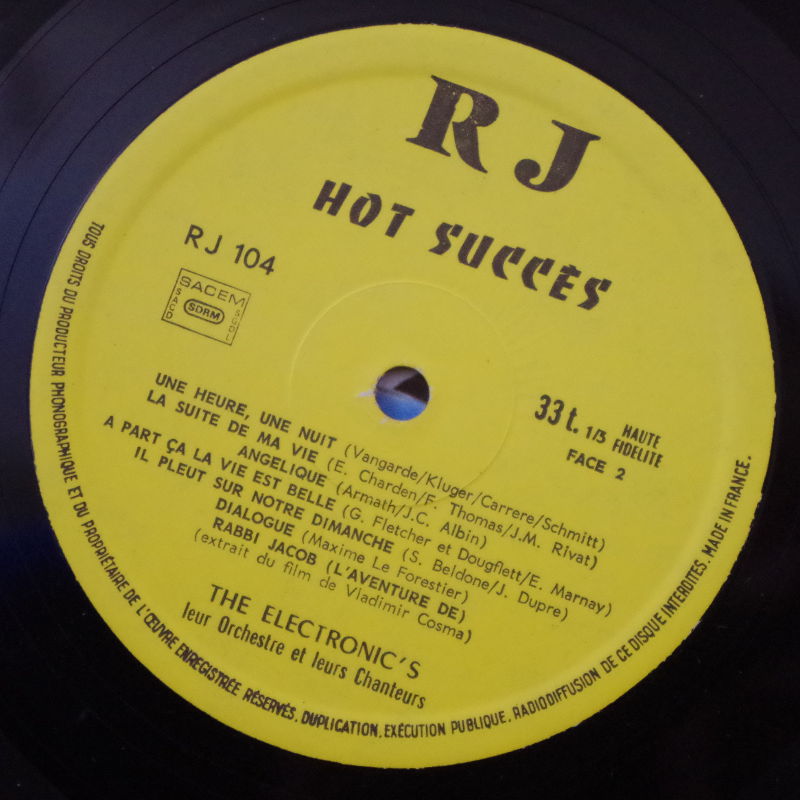 RJ
HOT SUCCÈS
RJ 104
SACEM
SACD
SDRM
SGDL
33 t. 1/3 HAUTE
FIDELITE
FACE 2
UNE HEURE, UNE NUIT (Vangarde/Kluger/Carrere/Schmitt)
LA SUITE DE MA VIE (E. Charden/F. Thomas/J.M. Rivat)
ANGELIQUE (Armath/J.C. Albin)
A PART ÇA LA VIE EST BELLE (G. Fletcher et Dougflett/E. Marnay)
IL PLEUT SUR NOTRE DIMANCHE (S. Beldone/J. Dupre)
DIALOGUE (Maxime Le Forestier)
RABBI JACOB (L'AVENTURE DE)
(extrait du film de Vladimir Cosma)
THE ELECTRONIC'S
leur Orchestre et leurs Chanteurs
TOUS DROITS DU PRODUCTEUR PHONOGRAPHIQUE ET DU PROPRIÉTAIRE DE L'ŒUVRE ENREGISTRÉE RÉSERVÉS. DUPLICATION, EXÉCUTION PUBLIQUE, RADIODIFFUSION DE CE DISQUE INTERDITES. MADE IN FRANCE.